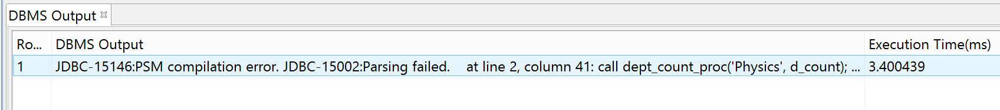 DBMS Output
Ro... DBMS Output Execution Time(ms)
1 JDBC-15146:PSM compilation error. JDBC-15002:Parsing failed. at line 2, column 41: call dept_count_proc('Physics', d_count); ... 3.400439